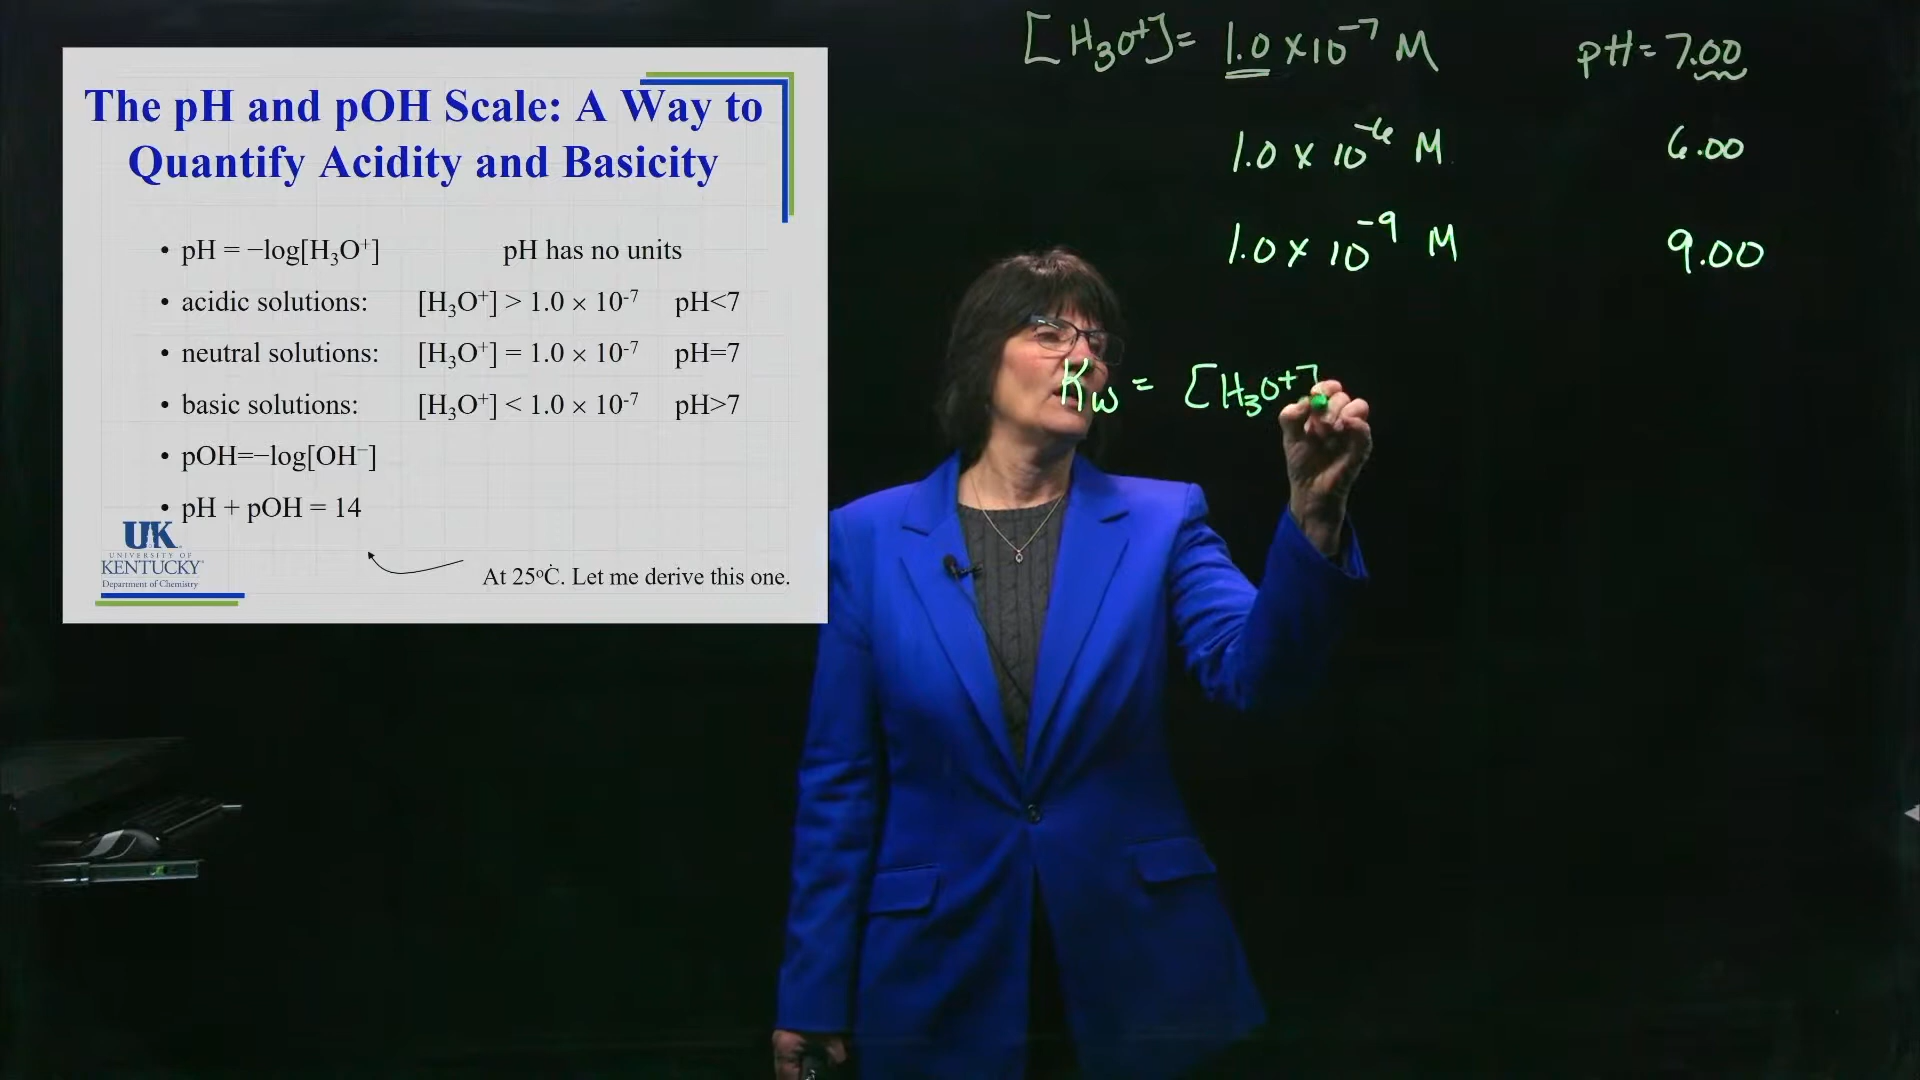 The pH and pOH Scale: A Way to
Quantify Acidity and Basicity
• pH = −log[H₃O⁺] pH has no units
• acidic solutions: [H₃O⁺] > 1.0 × 10⁻⁷ pH<7
• neutral solutions: [H₃O⁺] = 1.0 × 10⁻⁷ pH=7
• basic solutions: [H₃O⁺] < 1.0 × 10⁻⁷ pH>7
• pOH=−log[OH⁻]
• pH + pOH = 14
At 25°C. Let me derive this one.
UK
UNIVERSITY OF
KENTUCKY
Department of Chemistry
[H₃O⁺] = 1.0 × 10⁻⁷ M pH = 7.00
1.0 × 10⁻⁶ M 6.00
1.0 × 10⁻⁹ M 9.00
Kw = [H₃O⁺]